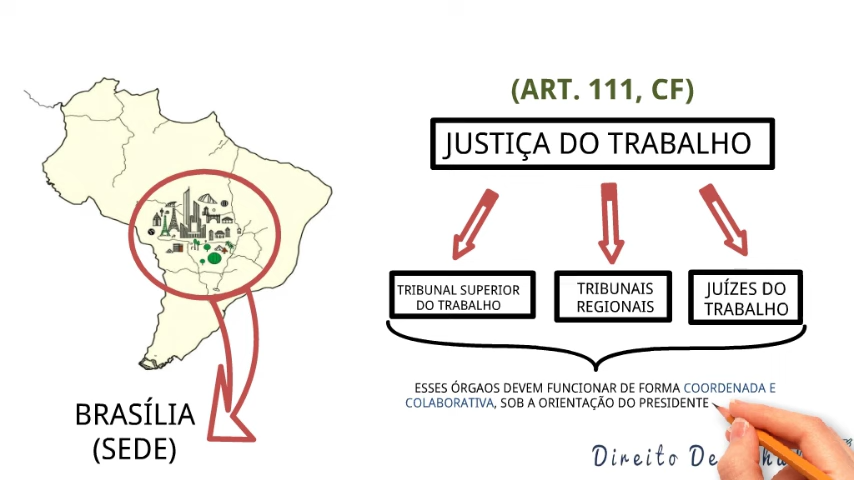 (ART. 111, CF)
JUSTIÇA DO TRABALHO
TRIBUNAL SUPERIOR
DO TRABALHO
TRIBUNAIS
REGIONAIS
JUÍZES DO
TRABALHO
ESSES ÓRGAOS DEVEM FUNCIONAR DE FORMA COORDENADA E
COLABORATIVA, SOB A ORIENTAÇÃO DO PRESIDENTE
BRASÍLIA
(SEDE)
Direito